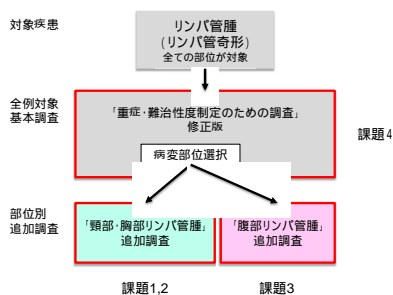 対象疾患
リンパ管腫
(リンパ管奇形)
全ての部位が対象
全例対象
基本調査
「重症・難治性度制定のための調査」
修正版
課題4
病変部位選択
部位別
追加調査
「頸部・胸部リンパ管腫」
追加調査
「腹部リンパ管腫」
追加調査
課題1,2
課題3